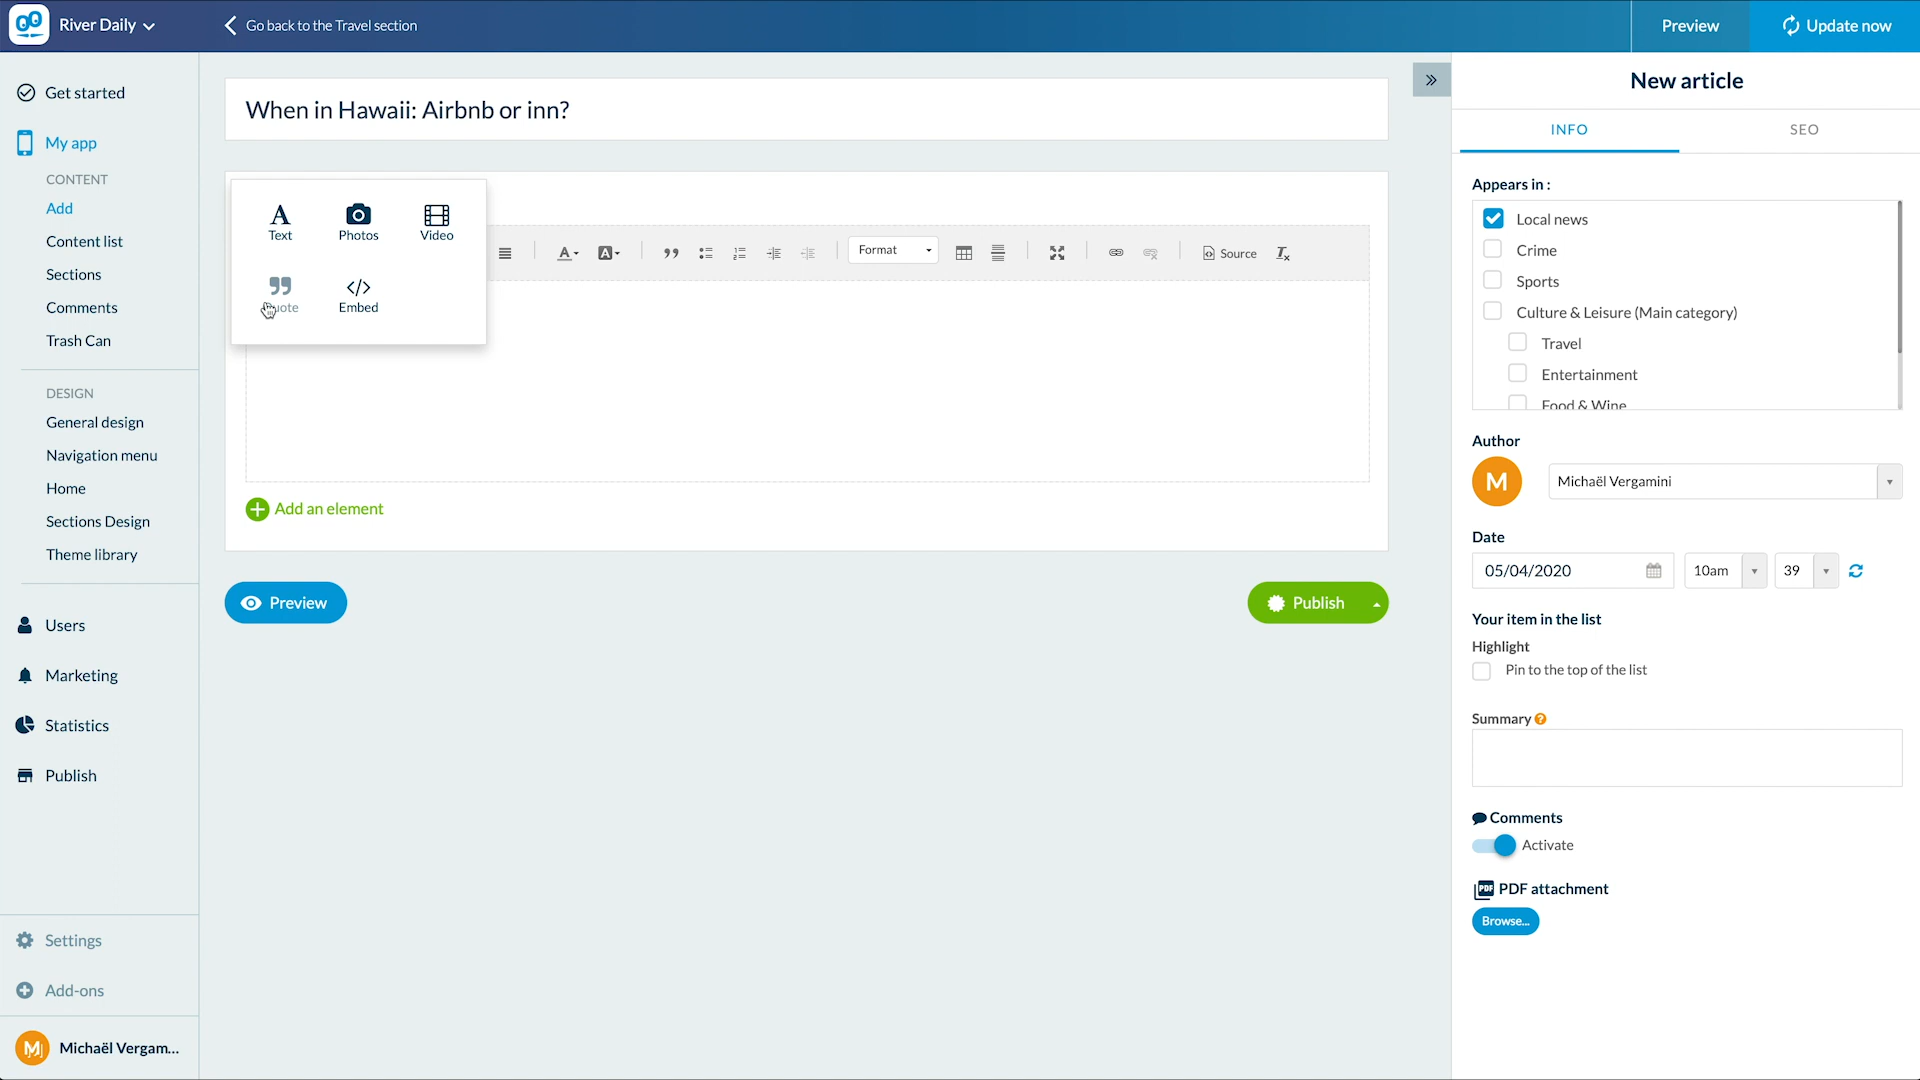 River Daily
Go back to the Travel section
Preview
Update now
Get started
My app
CONTENT
Add
Content list
Sections
Comments
Trash Can
DESIGN
General design
Navigation menu
Home
Sections Design
Theme library
Users
Marketing
Statistics
Publish
Settings
Add-ons
M
Michaël Vergam...
When in Hawaii: Airbnb or inn?
Text
Photos
Video
Embed
Format
Source
Add an element
Preview
Publish
New article
INFO
SEO
Appears in :
Local news
Crime
Sports
Culture & Leisure (Main category)
Travel
Entertainment
Food & Wine
Author
M
Michaël Vergamini
Date
05/04/2020
10am
39
Your item in the list
Highlight
Pin to the top of the list
Summary
Comments
Activate
PDF
PDF attachment
Browse...